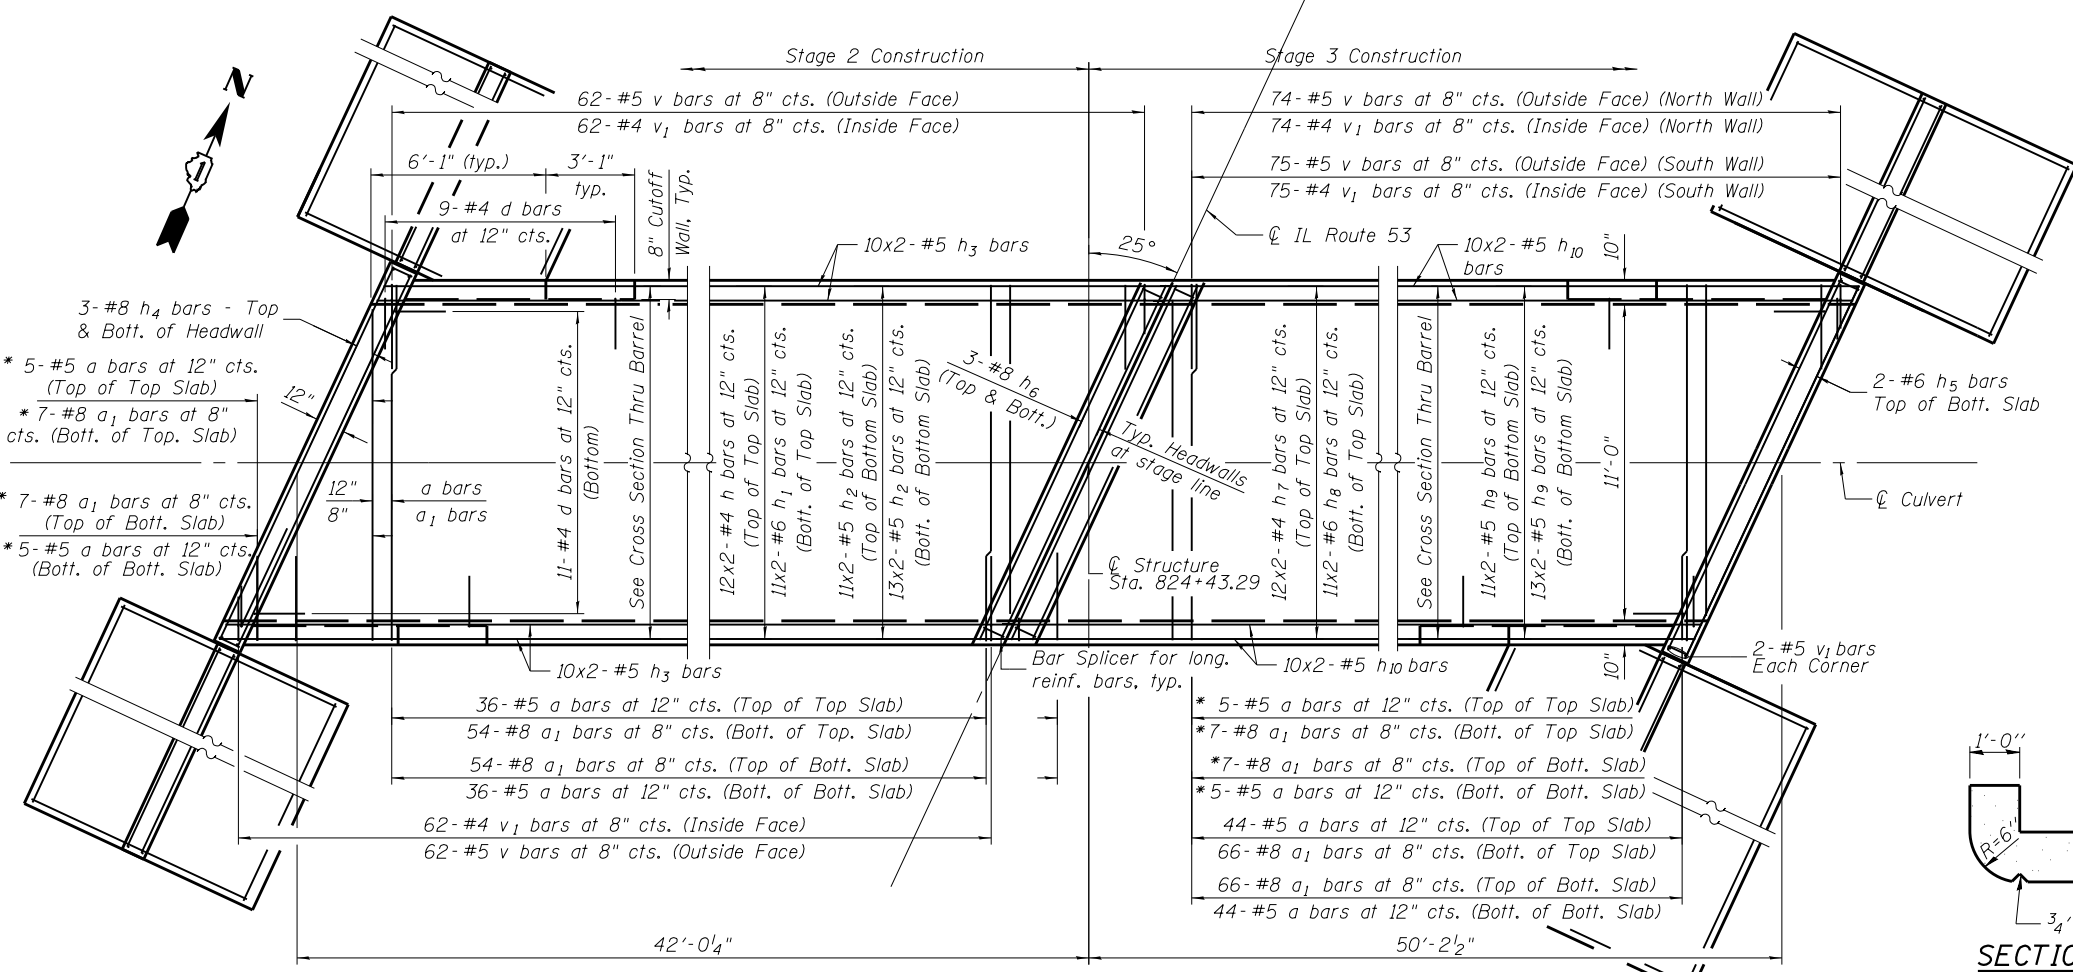 Stage 2 Construction
Stage 3 Construction
N
1
62-#5 v bars at 8" cts. (Outside Face)
62-#4 v1 bars at 8" cts. (Inside Face)
74-#5 v bars at 8" cts. (Outside Face) (North Wall)
74-#4 v1 bars at 8" cts. (Inside Face) (North Wall)
75-#5 v bars at 8" cts. (Outside Face) (South Wall)
75-#4 v1 bars at 8" cts. (Inside Face) (South Wall)
6'-1" (typ.)
3'-1"
typ.
8" Cutoff
Wall, Typ.
9-#4 d bars
at 12" cts.
10x2-#5 h3 bars
25°
℄ IL Route 53
10x2-#5 h10
bars
10"
3-#8 h4 bars - Top
& Bott. of Headwall
* 5-#5 a bars at 12" cts.
(Top of Top Slab)
* 7-#8 a1 bars at 8"
cts. (Bott. of Top. Slab)
12"
* 7-#8 a1 bars at 8" cts.
(Top of Bott. Slab)
* 5-#5 a bars at 12" cts.
(Bott. of Bott. Slab)
12"
8"
a bars
a1 bars
11-#4 d bars at 12" cts.
(Bottom)
See Cross Section Thru Barrel
12x2-#4 h bars at 12" cts.
(Top of Top Slab)
11x2-#6 h1 bars at 12" cts.
(Bott. of Top Slab)
11x2-#5 h2 bars at 12" cts.
(Top of Bottom Slab)
13x2-#5 h2 bars at 12" cts.
(Bott. of Bottom Slab)
3-#8 h6
(Top & Bott.)
Typ. Headwalls
at stage line
℄ Structure
Sta. 824+43.29
12x2-#4 h7 bars at 12" cts.
(Top of Top Slab)
11x2-#6 h8 bars at 12" cts.
(Bott. of Top Slab)
See Cross Section Thru Barrel
11x2-#5 h9 bars at 12" cts.
(Top of Bottom Slab)
13x2-#5 h9 bars at 12" cts.
(Bott. of Bottom Slab)
11'-0"
2-#6 h5 bars
Top of Bott. Slab
℄ Culvert
10x2-#5 h3 bars
Bar Splicer for long.
reinf. bars, typ.
10x2-#5 h10 bars
10"
2-#5 v1 bars
Each Corner
36-#5 a bars at 12" cts. (Top of Top Slab)
54-#8 a1 bars at 8" cts. (Bott. of Top. Slab)
54-#8 a1 bars at 8" cts. (Top of Bott. Slab)
36-#5 a bars at 12" cts. (Bott. of Bott. Slab)
62-#4 v1 bars at 8" cts. (Inside Face)
62-#5 v bars at 8" cts. (Outside Face)
* 5-#5 a bars at 12" cts. (Top of Top Slab)
*7-#8 a1 bars at 8" cts. (Bott. of Top Slab)
*7-#8 a1 bars at 8" cts. (Top of Bott. Slab)
*5-#5 a bars at 12" cts. (Bott. of Bott. Slab)
44-#5 a bars at 12" cts. (Top of Top Slab)
66-#8 a1 bars at 8" cts. (Bott. of Top Slab)
66-#8 a1 bars at 8" cts. (Top of Bott. Slab)
44-#5 a bars at 12" cts. (Bott. of Bott. Slab)
42'-0¼"
50'-2½"
1'-0"
R=6"
¾"
SECTIO